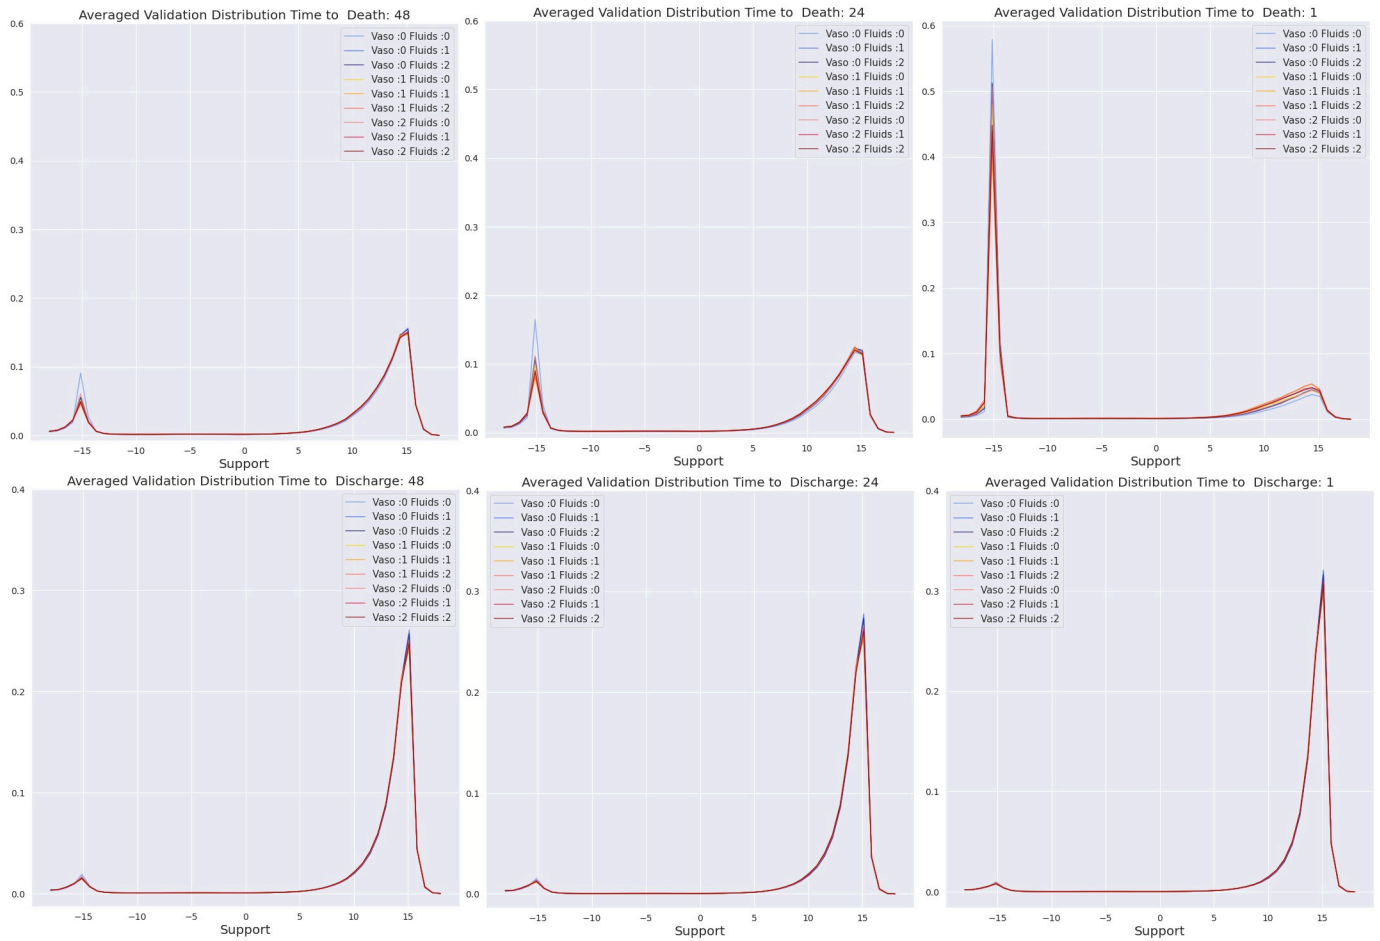 Averaged Validation Distribution Time to  Death: 48
0.6
0.5
0.4
0.3
0.2
0.1
0.0
Vaso :0 Fluids :0
Vaso :0 Fluids :1
Vaso :0 Fluids :2
Vaso :1 Fluids :0
Vaso :1 Fluids :1
Vaso :1 Fluids :2
Vaso :2 Fluids :0
Vaso :2 Fluids :1
Vaso :2 Fluids :2
−15 −10 −5 0 5 10 15
Support
Averaged Validation Distribution Time to  Death: 24
0.6
0.5
0.4
0.3
0.2
0.1
0.0
Vaso :0 Fluids :0
Vaso :0 Fluids :1
Vaso :0 Fluids :2
Vaso :1 Fluids :0
Vaso :1 Fluids :1
Vaso :1 Fluids :2
Vaso :2 Fluids :0
Vaso :2 Fluids :1
Vaso :2 Fluids :2
−15 −10 −5 0 5 10 15
Support
Averaged Validation Distribution Time to  Death: 1
0.6
0.5
0.4
0.3
0.2
0.1
0.0
Vaso :0 Fluids :0
Vaso :0 Fluids :1
Vaso :0 Fluids :2
Vaso :1 Fluids :0
Vaso :1 Fluids :1
Vaso :1 Fluids :2
Vaso :2 Fluids :0
Vaso :2 Fluids :1
Vaso :2 Fluids :2
−15 −10 −5 0 5 10 15
Support
Averaged Validation Distribution Time to  Discharge: 48
0.4
0.3
0.2
0.1
0.0
Vaso :0 Fluids :0
Vaso :0 Fluids :1
Vaso :0 Fluids :2
Vaso :1 Fluids :0
Vaso :1 Fluids :1
Vaso :1 Fluids :2
Vaso :2 Fluids :0
Vaso :2 Fluids :1
Vaso :2 Fluids :2
−15 −10 −5 0 5 10 15
Support
Averaged Validation Distribution Time to  Discharge: 24
0.4
0.3
0.2
0.1
0.0
Vaso :0 Fluids :0
Vaso :0 Fluids :1
Vaso :0 Fluids :2
Vaso :1 Fluids :0
Vaso :1 Fluids :1
Vaso :1 Fluids :2
Vaso :2 Fluids :0
Vaso :2 Fluids :1
Vaso :2 Fluids :2
−15 −10 −5 0 5 10 15
Support
Averaged Validation Distribution Time to  Discharge: 1
0.4
0.3
0.2
0.1
0.0
Vaso :0 Fluids :0
Vaso :0 Fluids :1
Vaso :0 Fluids :2
Vaso :1 Fluids :0
Vaso :1 Fluids :1
Vaso :1 Fluids :2
Vaso :2 Fluids :0
Vaso :2 Fluids :1
Vaso :2 Fluids :2
−15 −10 −5 0 5 10 15
Support